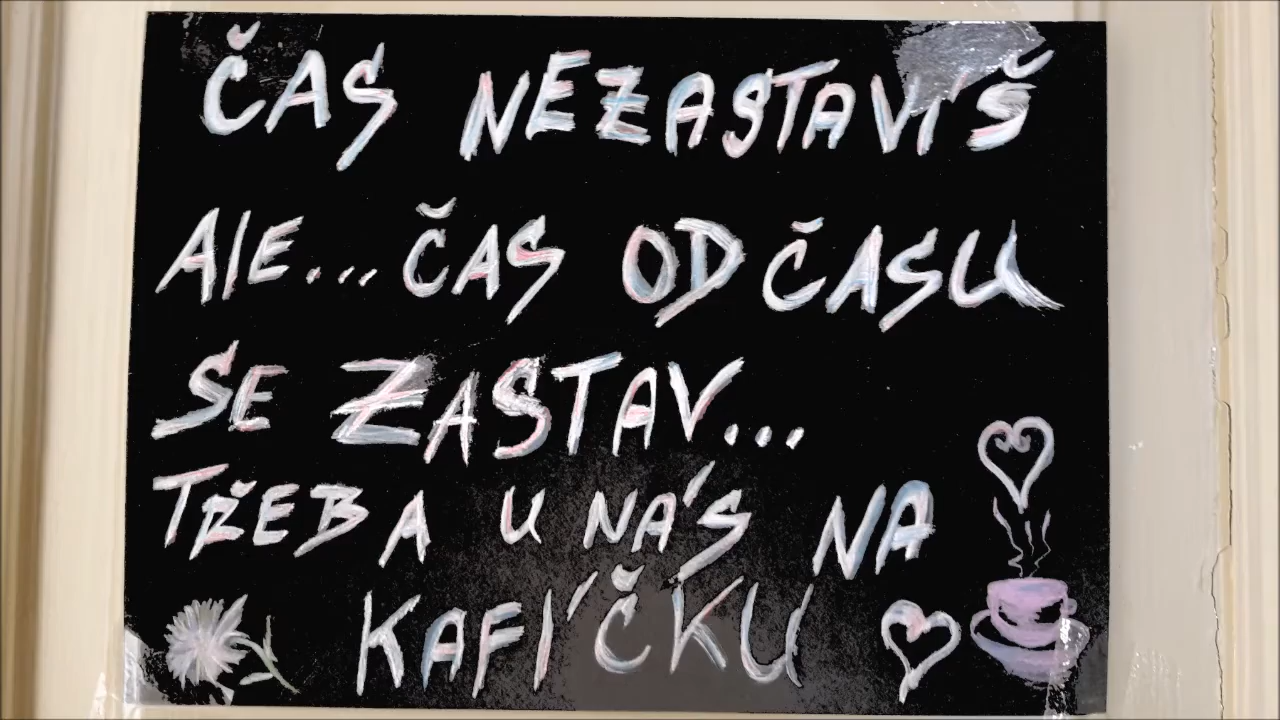 ČAS NEZASTAVÍŠ
ALE...ČAS OD ČASU
SE ZASTAV...
TŘEBA U NÁS NA
KAFÍČKU